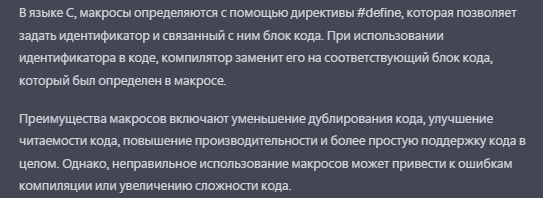 В языке C, макросы определяются с помощью директивы #define, которая позволяет
задать идентификатор и связанный с ним блок кода. При использовании
идентификатора в коде, компилятор заменит его на соответствующий блок кода,
который был определен в макросе.
Преимущества макросов включают уменьшение дублирования кода, улучшение
читаемости кода, повышение производительности и более простую поддержку кода в
целом. Однако, неправильное использование макросов может привести к ошибкам
компиляции или увеличению сложности кода.